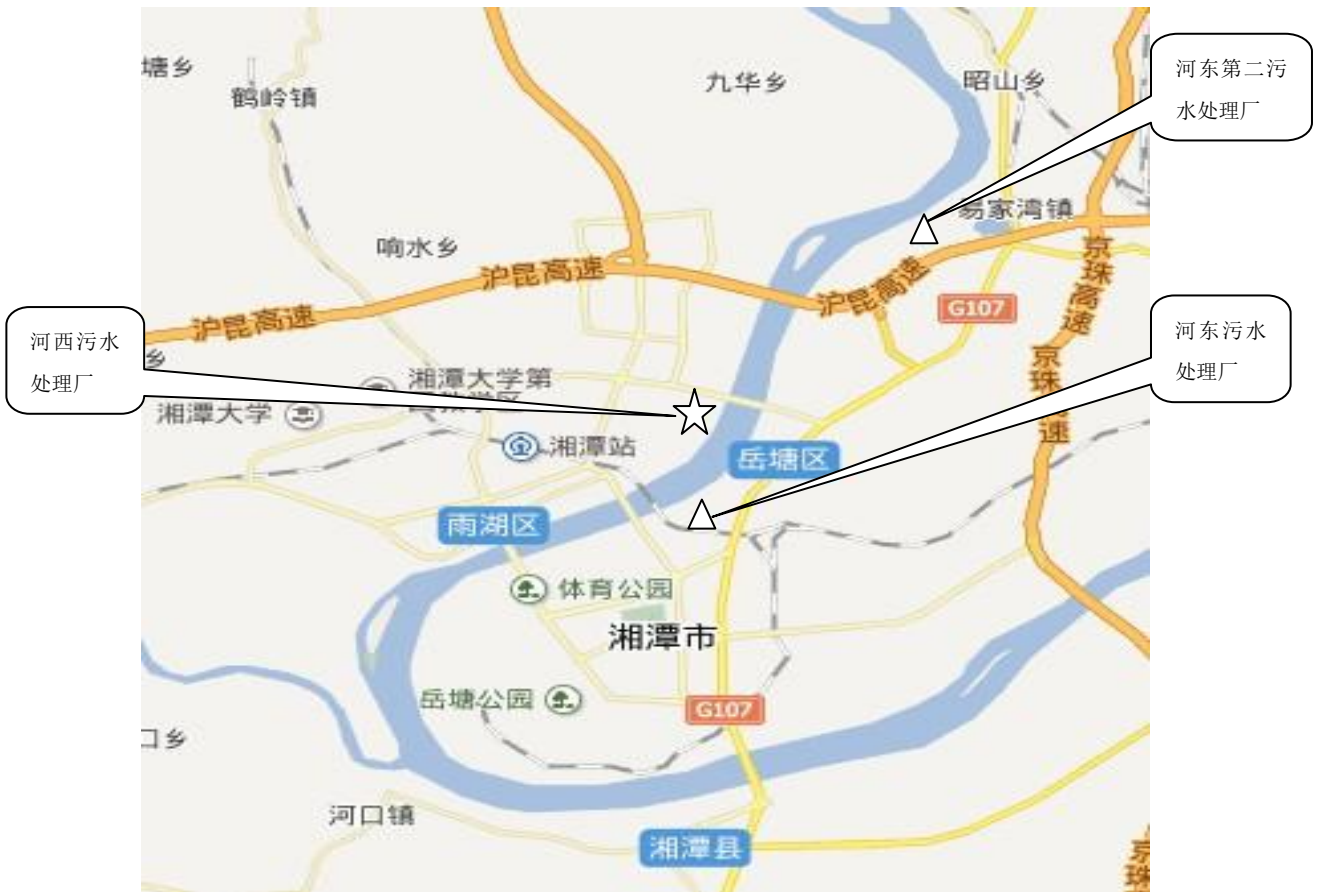 塘乡
鹤岭镇
九华乡
昭山乡
河东第二污
水处理厂
易家湾镇
响水乡
沪昆高速
沪昆高速
沪昆高速
京珠高速
G107
河西污水
处理厂
乡
河东污水
处理厂
京珠
速
湘潭大学第
学区
湘潭大学
湘潭站
岳塘区
雨湖区
体育公园
湘潭市
岳塘公园
G107
口乡
河口镇
湘潭县
京珠